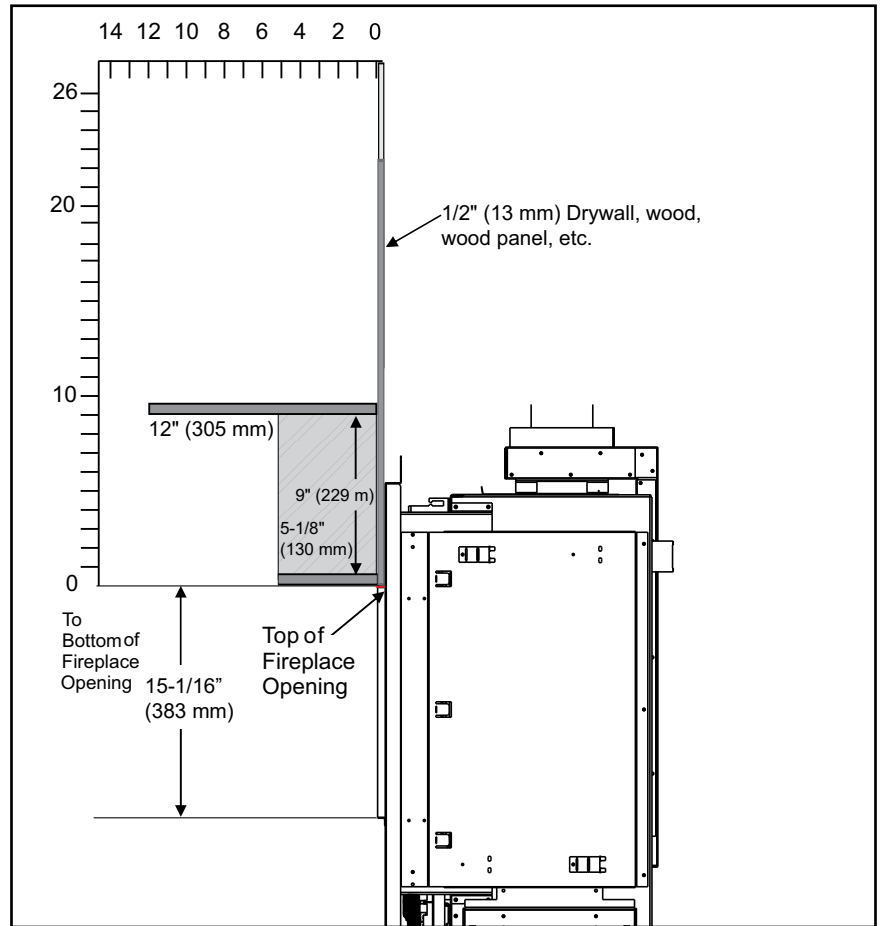 14 12 10 8 6 4 2 0
26
20
1/2" (13 mm) Drywall, wood,
wood panel, etc.
10
12" (305 mm)
9" (229 m)
5-1/8"
(130 mm)
0
To
Bottom of
Fireplace
Opening
15-1/16”
(383 mm)
Top of
Fireplace
Opening